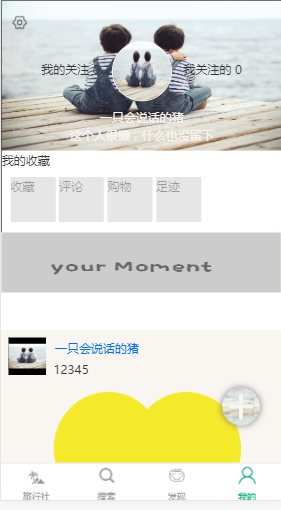 我的关注 我关注的 0
一只会说话的猪
这个人很懒，什么也没留下
我的收藏
收藏 评论 购物 足迹
your Moment
一只会说话的猪
12345
旅行社 搜索 发现 我的